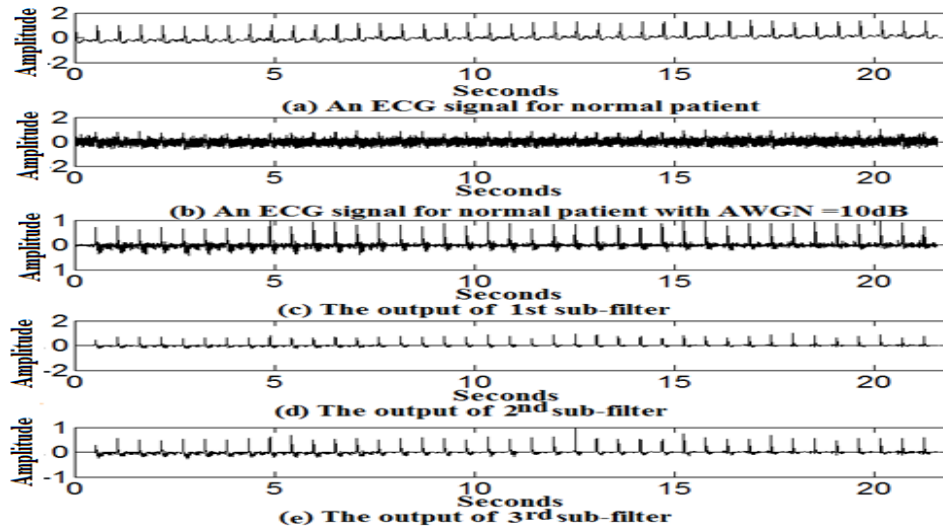 Amplitude
2
0
-2
0 5 10 15 20
Seconds
(a) An ECG signal for normal patient
Amplitude
2
0
2
0 5 10 15 20
Seconds
(b) An ECG signal for normal patient with AWGN =10dB
Amplitude
1
0
1
0 5 10 15 20
Seconds
(c) The output of 1st sub-filter
Amplitude
2
0
-2
0 5 10 15 20
Seconds
(d) The output of 2nd sub-filter
Amplitude
1
0
-1
0 5 10 15 20
Seconds
(e) The output of 3rd sub-filter